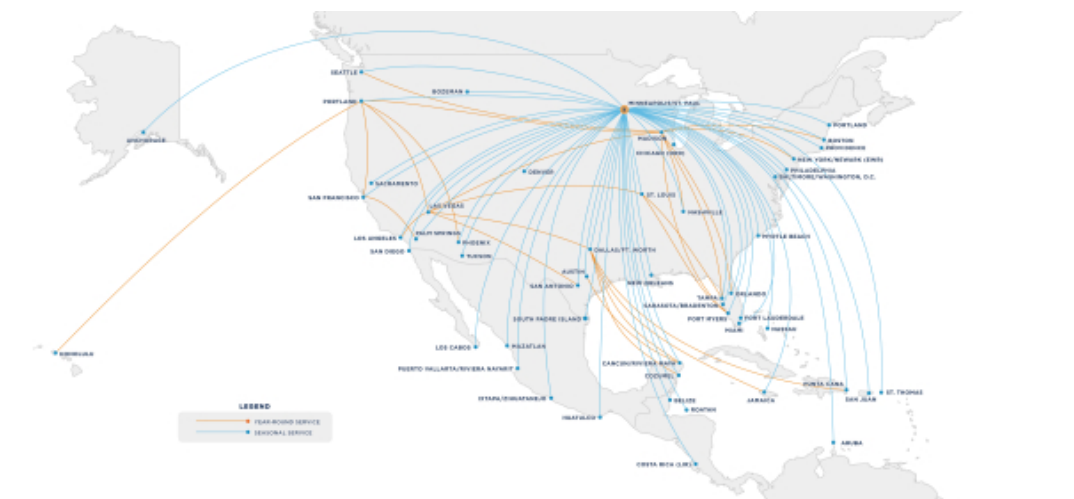 SEATTLE
BOZEMAN
PORTLAND
MINNEAPOLIS/ST. PAUL
PORTLAND
ANCHORAGE
MADISON
BOSTON
PROVIDENCE
CHICAGO (ORD)
NEW YORK/NEWARK (EWR)
PHILADELPHIA
DENVER
BALTIMORE/WASHINGTON, D.C.
SACRAMENTO
ST. LOUIS
SAN FRANCISCO
LAS VEGAS
NASHVILLE
PALM SPRINGS
LOS ANGELES
MYRTLE BEACH
PHOENIX
SAN DIEGO
DALLAS/FT. WORTH
TUCSON
AUSTIN
NEW ORLEANS
SAN ANTONIO
ORLANDO
TAMPA
SARASOTA/BRADENTON
SOUTH PADRE ISLAND
FORT MYERS
FORT LAUDERDALE
MIAMI
NASSAU
LOS CABOS
MAZATLAN
HONOLULU
CANCUN/RIVIERA MAYA
PUERTO VALLARTA/RIVIERA NAYARIT
COZUMEL
PUNTA CANA
ST. THOMAS
IXTAPA/ZIHUATANEJO
BELIZE
JAMAICA
SAN JUAN
LEGEND
ROATAN
HUATULCO
YEAR-ROUND SERVICE
SEASONAL SERVICE
ARUBA
COSTA RICA (LIR)